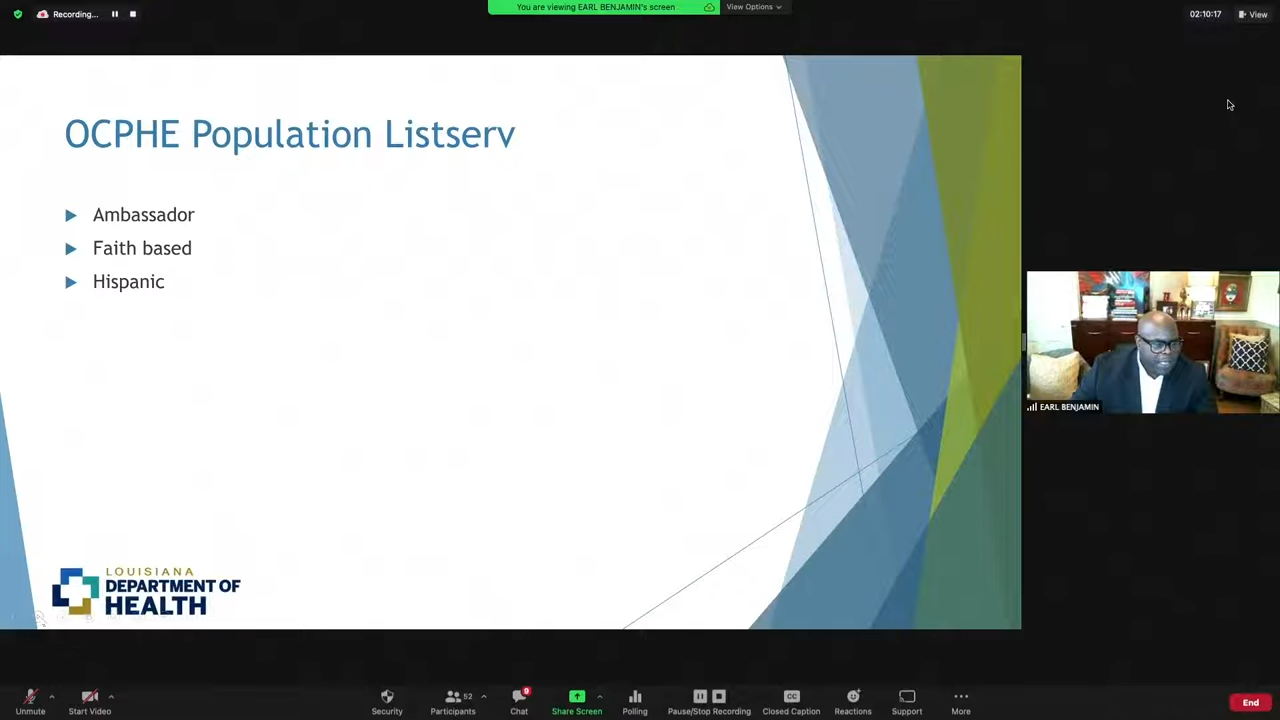 Recording...
You are viewing EARL BENJAMIN's screen
View Options
02:10:17
View
OCPHE Population Listserv
Ambassador
Faith based
Hispanic
EARL BENJAMIN
LOUISIANA
DEPARTMENT OF
HEALTH
Unmute
Start Video
Security
52
Participants
9
Chat
Share Screen
Polling
Pause/Stop Recording
CC
Closed Caption
Reactions
Support
More
End